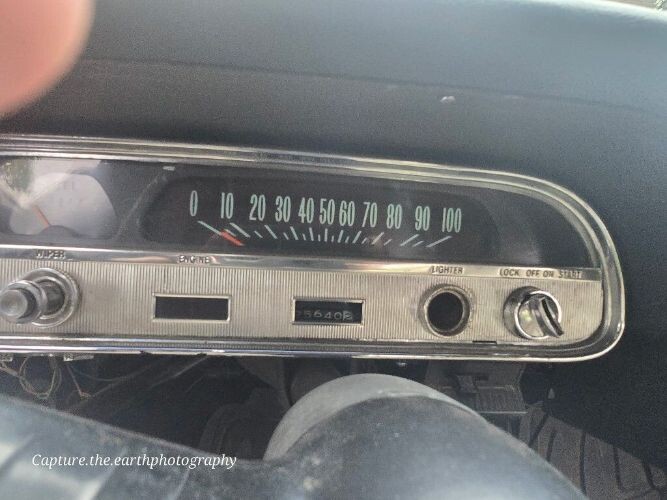 0 10 20 30 40 50 60 70 80 90 100
WIPER ENGINE LIGHTER LOCK OFF ON START
Capture.the.earthphotography